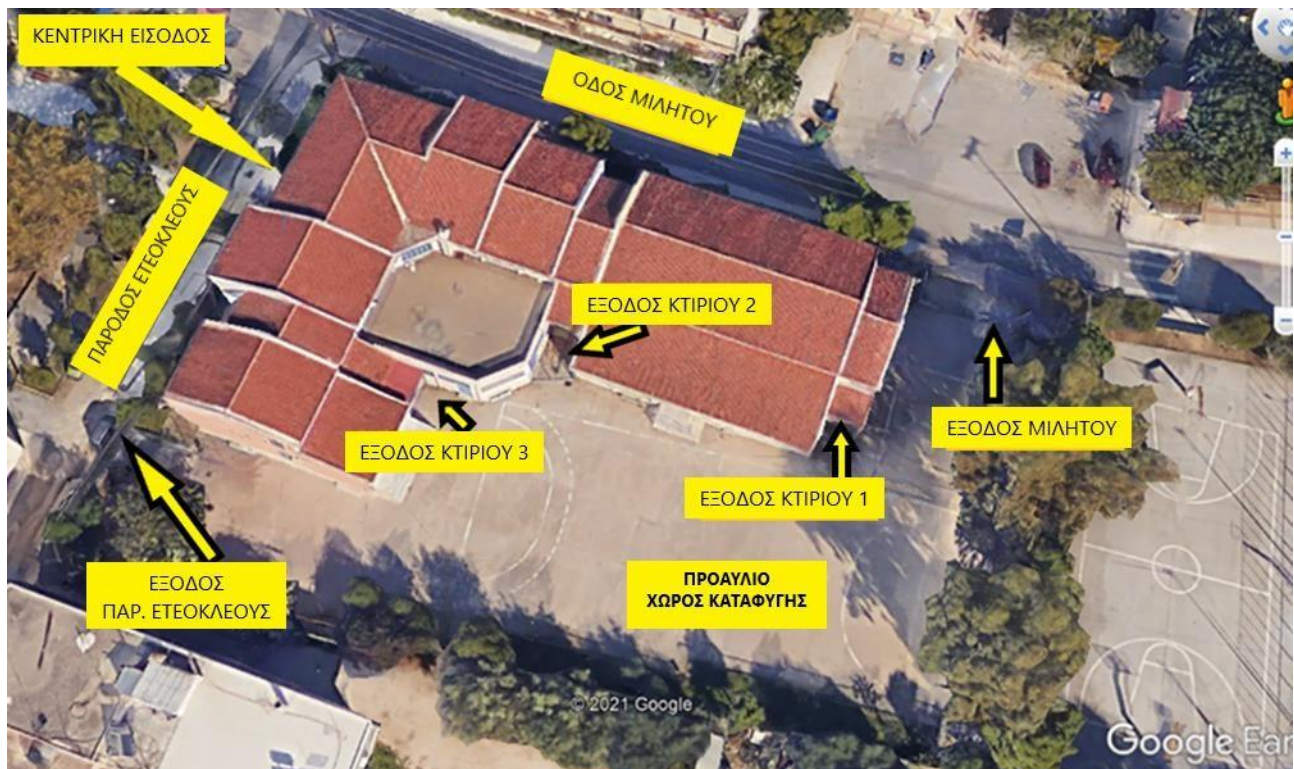 ΚΕΝΤΡΙΚΗ ΕΙΣΟΔΟΣ
ΟΔΟΣ ΜΙΛΗΤΟΥ
ΠΑΡΟΔΟΣ ΕΤΕΟΚΛΕΟΥΣ
ΕΞΟΔΟΣ ΚΤΙΡΙΟΥ 2
ΕΞΟΔΟΣ ΜΙΛΗΤΟΥ
ΕΞΟΔΟΣ ΚΤΙΡΙΟΥ 3
ΕΞΟΔΟΣ ΚΤΙΡΙΟΥ 1
ΕΞΟΔΟΣ
ΠΑΡ. ΕΤΕΟΚΛΕΟΥΣ
ΠΡΟΑΥΛΙΟ
ΧΩΡΟΣ ΚΑΤΑΦΥΓΗΣ
© 2021 Google
Google Ear